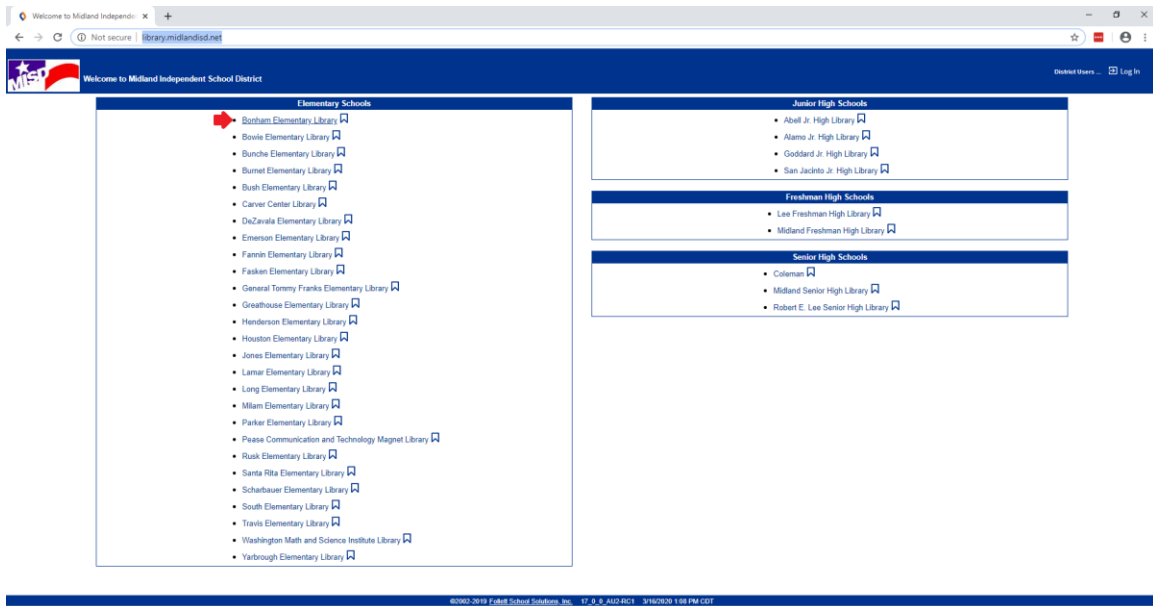 Welcome to Midland Independe
Not secure | library.midlandisd.net
MISD
Welcome to Midland Independent School District
District Users ... Log In
Elementary Schools
Bonham Elementary Library
Bowie Elementary Library
Bunche Elementary Library
Burnet Elementary Library
Bush Elementary Library
Carver Center Library
DeZavala Elementary Library
Emerson Elementary Library
Fannin Elementary Library
Fasken Elementary Library
General Tommy Franks Elementary Library
Greathouse Elementary Library
Henderson Elementary Library
Houston Elementary Library
Jones Elementary Library
Lamar Elementary Library
Long Elementary Library
Milam Elementary Library
Parker Elementary Library
Pease Communication and Technology Magnet Library
Rusk Elementary Library
Santa Rita Elementary Library
Scharbauer Elementary Library
South Elementary Library
Travis Elementary Library
Washington Math and Science Institute Library
Yarbrough Elementary Library
Junior High Schools
Abell Jr. High Library
Alamo Jr. High Library
Goddard Jr. High Library
San Jacinto Jr. High Library
Freshman High Schools
Lee Freshman High Library
Midland Freshman High Library
Senior High Schools
Coleman
Midland Senior High Library
Robert E. Lee Senior High Library
©2002-2019 Follett School Solutions, Inc. 17_0_0_AU2-RC1 3/16/2020 1:08 PM CDT